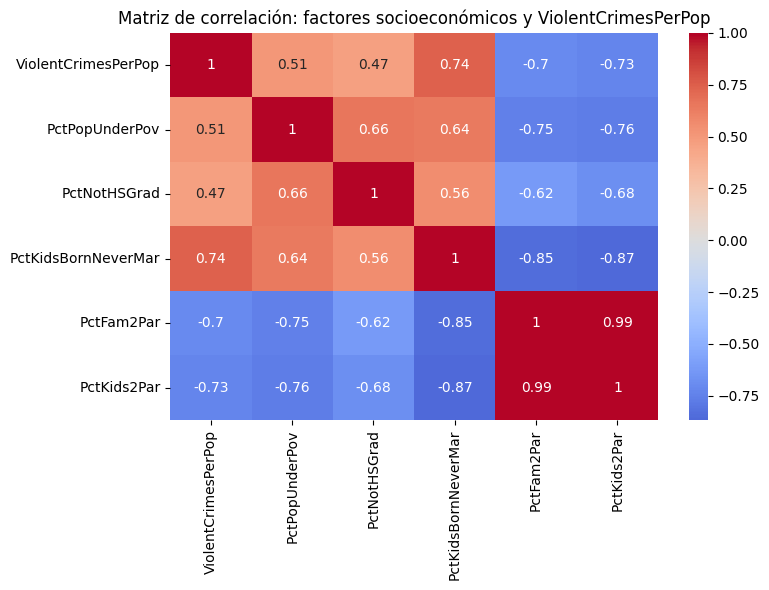 Matriz de correlación: factores socioeconómicos y ViolentCrimesPerPop
ViolentCrimesPerPop 1 0.51 0.47 0.74 -0.7 -0.73
PctPopUnderPov 0.51 1 0.66 0.64 -0.75 -0.76
PctNotHSGrad 0.47 0.66 1 0.56 -0.62 -0.68
PctKidsBornNeverMar 0.74 0.64 0.56 1 -0.85 -0.87
PctFam2Par -0.7 -0.75 -0.62 -0.85 1 0.99
PctKids2Par -0.73 -0.76 -0.68 -0.87 0.99 1
ViolentCrimesPerPop
PctPopUnderPov
PctNotHSGrad
PctKidsBornNeverMar
PctFam2Par
PctKids2Par
1.00
0.75
0.50
0.25
0.00
-0.25
-0.50
-0.75